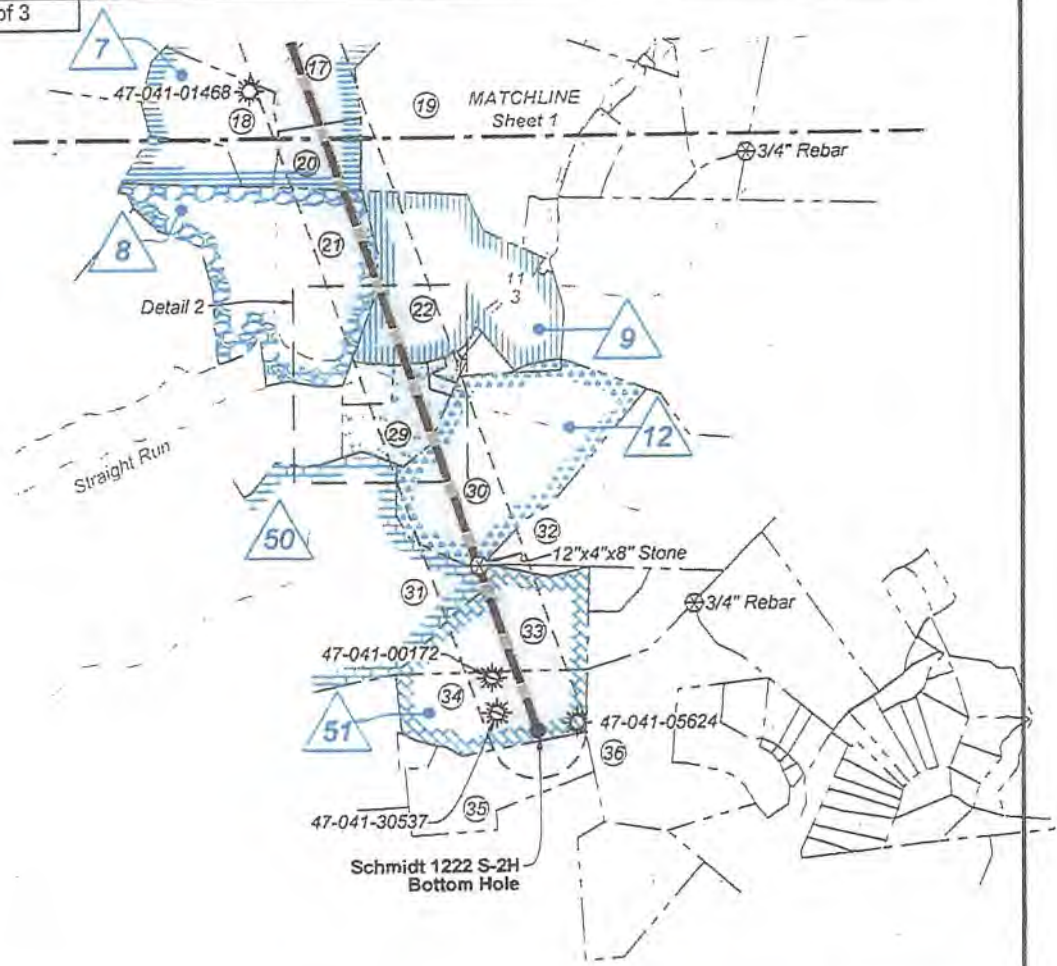 of 3
7
17
47-041-01468
18
19
MATCHLINE
Sheet 1
3/4" Rebar
20
8
21
Detail 2
22
11
3
9
12
29
Straight Run
30
50
32
12"x4"x8" Stone
31
3/4" Rebar
33
47-041-00172
34
51
47-041-05624
36
35
47-041-30537
Schmidt 1222 S-2H
Bottom Hole